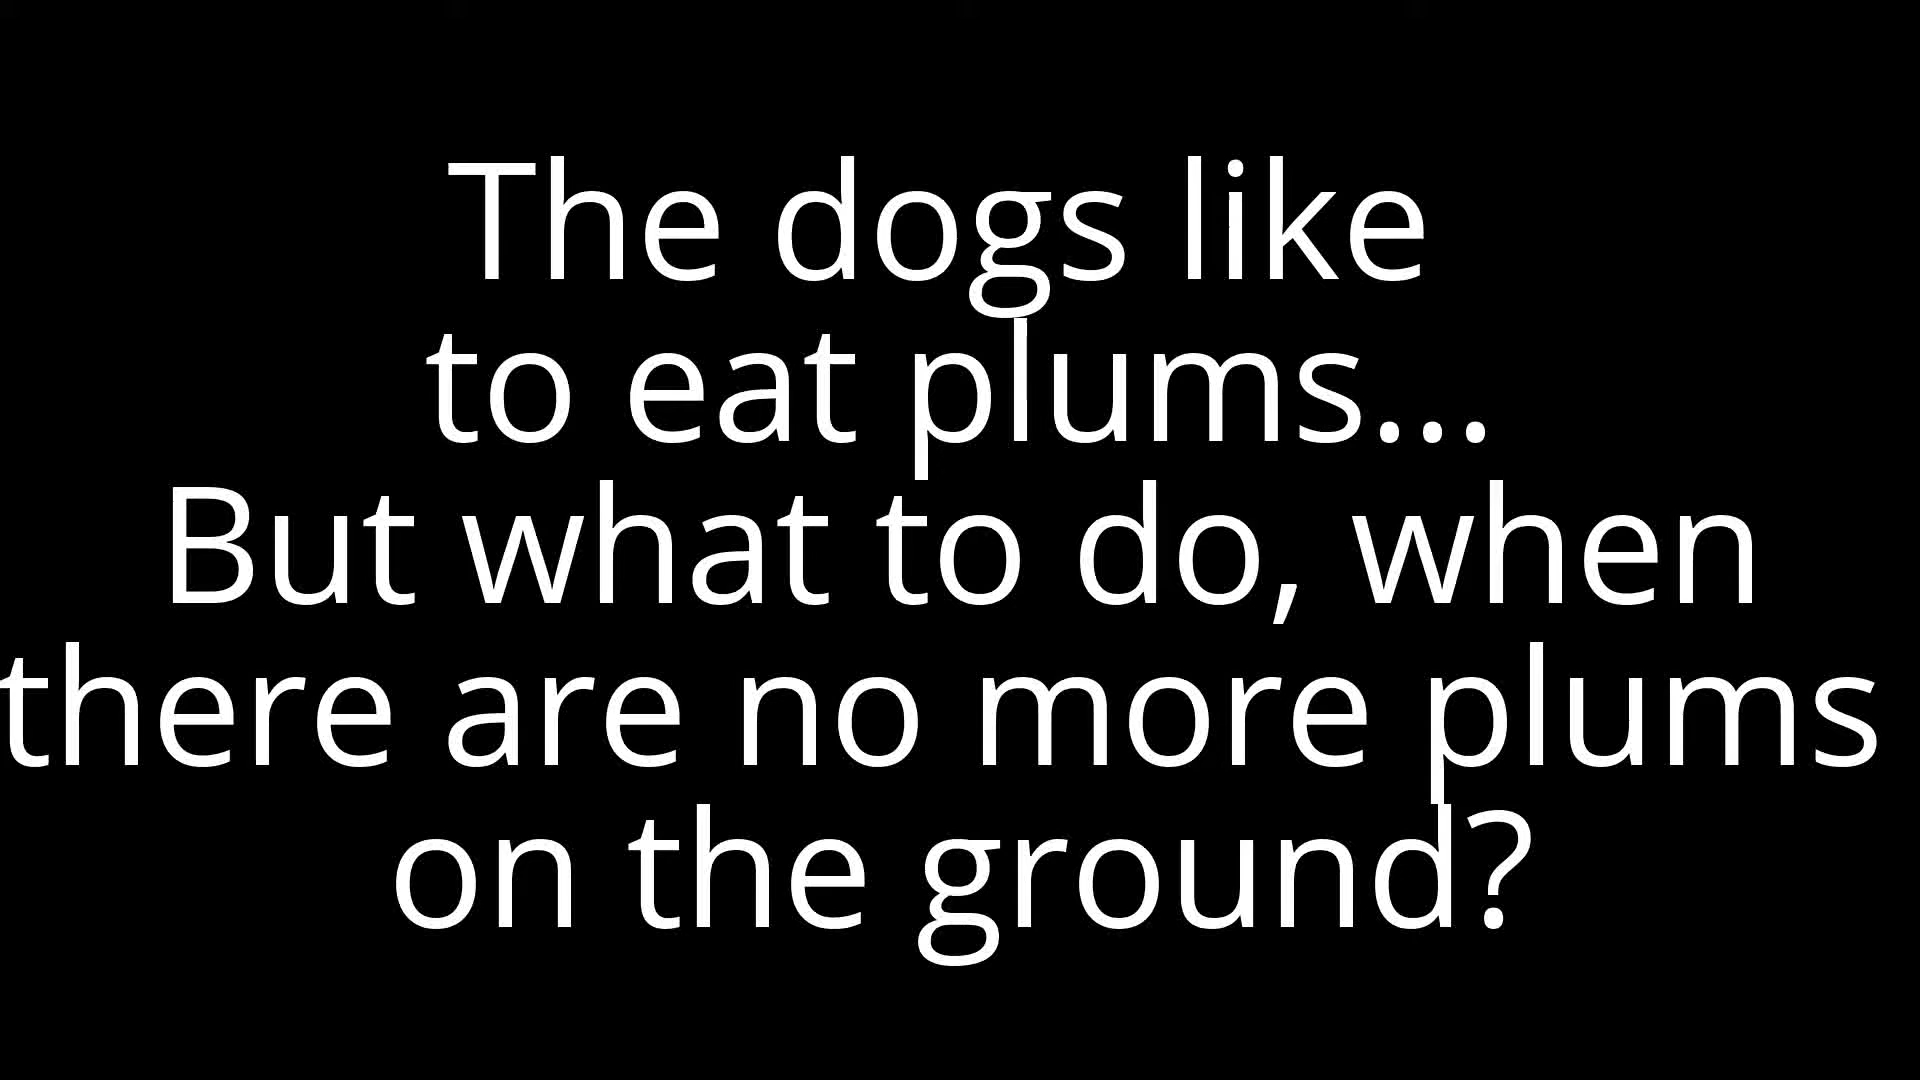 The dogs like
to eat plums...
But what to do, when
there are no more plums
on the ground?